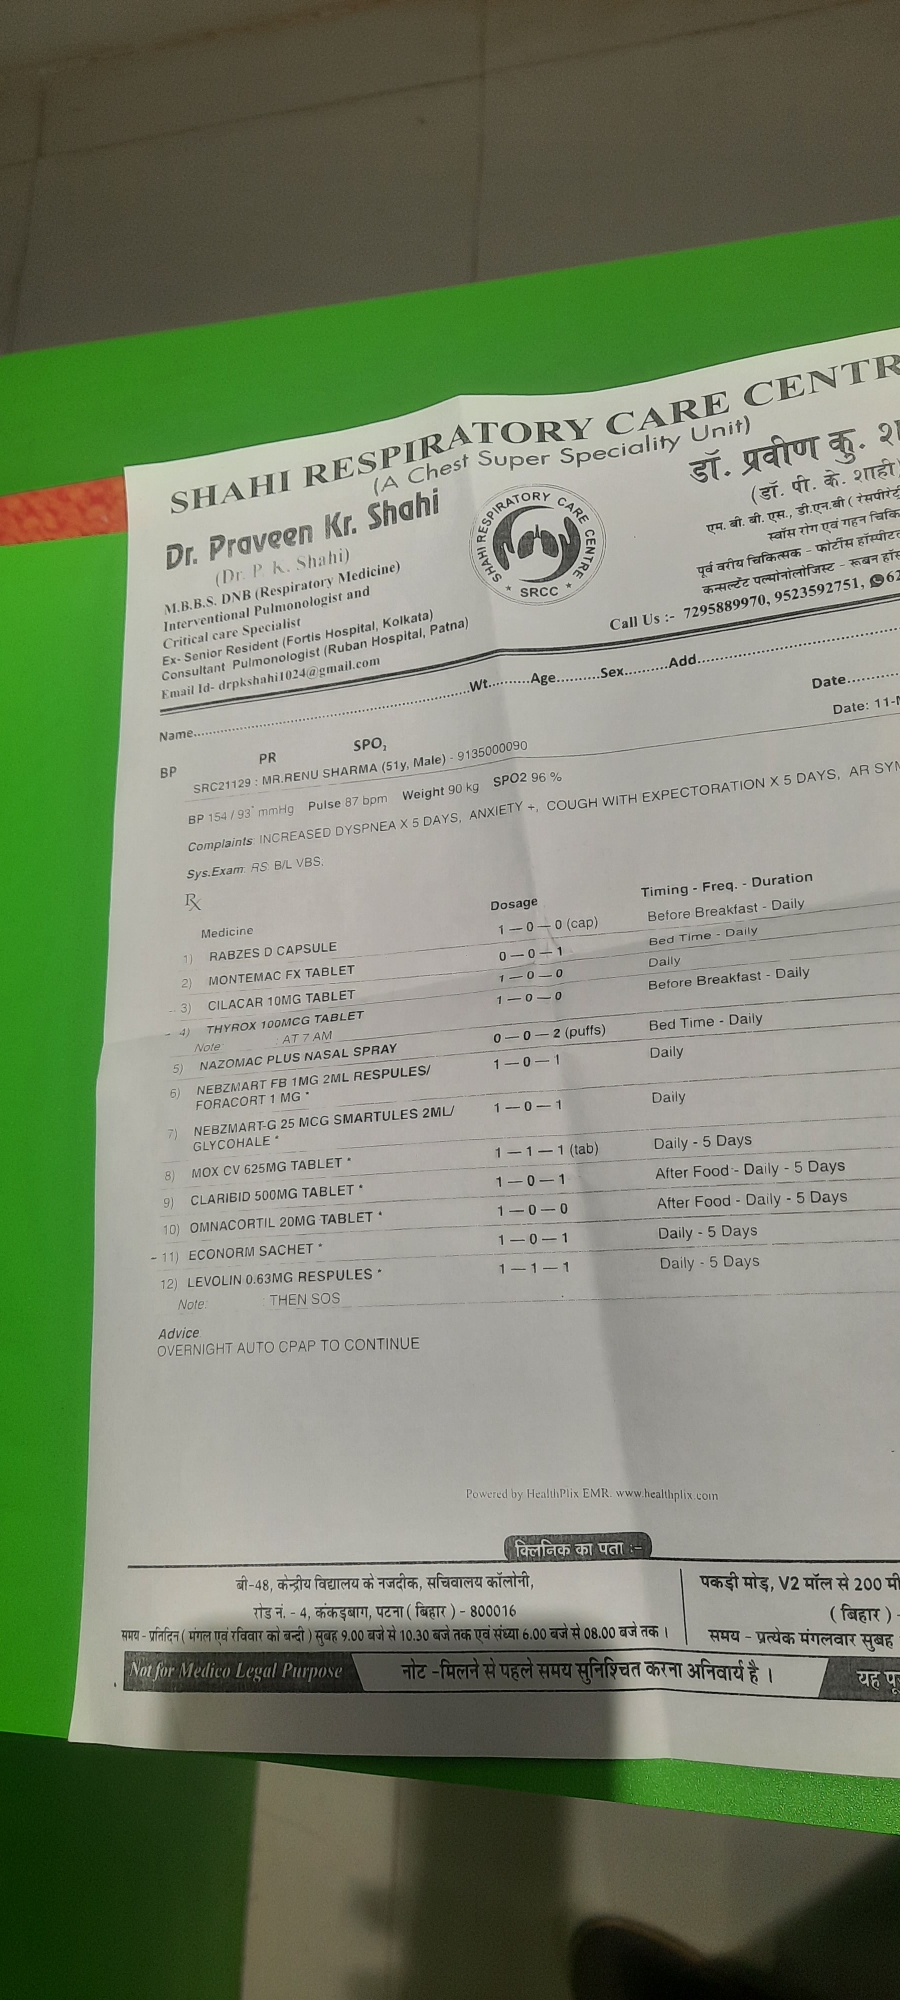 SHAHI RESPIRATORY CARE CENTR
(A Chest Super Speciality Unit)
Dr. Praveen Kr. Shahi
(Dr. P. K. Shahi)
M.B.B.S. DNB (Respiratory Medicine)
Interventional Pulmonologist and
Critical care Specialist
Ex- Senior Resident (Fortis Hospital, Kolkata)
Consultant Pulmonologist (Ruban Hospital, Patna)
Email Id- drpkshahi1024@gmail.com
SHAHI RESPIRATORY CARE CENTRE
* SRCC *
डॉ. प्रवीण कु.
(डॉ. पी. के. शाही)
एम. बी. बी. एस., डी.एन.बी ( रेसपीरेट्
स्वाँस रोग एवं गहन
पूर्व वरीय चिकित्सक - फोर्टीस हॉस्पीटल
कन्सल्टेंट पल्मोनोलोजिस्ट - रूबन
Call Us :- 7295889970, 9523592751, 62
Name............Wt.........Age.........Sex.........Add............
Date...........
BP PR SPO2
Date: 11-
SRC21129 : MR.RENU SHARMA (51y, Male) - 9135000090
BP 154 / 93 mmHg Pulse 87 bpm Weight 90 kg SPO2 96 %
Complaints: INCREASED DYSPNEA X 5 DAYS, ANXIETY +, COUGH WITH EXPECTORATION X 5 DAYS, AR SYM
Sys.Exam: RS: B/L VBS,
Rx
Medicine Dosage Timing - Freq. - Duration
1) RABZES D CAPSULE 1 — 0 — 0 (cap) Before Breakfast - Daily
2) MONTEMAC FX TABLET 0 — 0 — 1 Bed Time - Daily
3) CILACAR 10MG TABLET 1 — 0 — 0 Daily
4) THYROX 100MCG TABLET 1 — 0 — 0 Before Breakfast - Daily
Note: : AT 7 AM
5) NAZOMAC PLUS NASAL SPRAY 0 — 0 — 2 (puffs) Bed Time - Daily
6) NEBZMART FB 1MG 2ML RESPULES/ 1 — 0 — 1 Daily
FORACORT 1 MG *
7) NEBZMART-G 25 MCG SMARTULES 2ML/ 1 — 0 — 1 Daily
GLYCOHALE *
8) MOX CV 625MG TABLET * 1 — 1 — 1 (tab) Daily - 5 Days
9) CLARIBID 500MG TABLET * 1 — 0 — 1 After Food - Daily - 5 Days
10) OMNACORTIL 20MG TABLET * 1 — 0 — 0 After Food - Daily - 5 Days
11) ECONORM SACHET * 1 — 0 — 1 Daily - 5 Days
12) LEVOLIN 0.63MG RESPULES * 1 — 1 — 1 Daily - 5 Days
Note: : THEN SOS
Advice
OVERNIGHT AUTO CPAP TO CONTINUE
Powered by HealthPlix EMR. www.healthplix.com
क्लिनिक का पता :-
बी-48, केन्द्रीय विद्यालय के नजदीक, सचिवालय कॉलोनी,
रोड नं. - 4, कंकड़बाग, पटना ( बिहार ) - 800016
समय - प्रतिदिन ( मंगल एवं रविवार को बन्दी ) सुबह 9.00 बजे से 10.30 बजे तक एवं संध्या 6.00 बजे से 08.00 बजे तक ।
पकड़ी मोड़, V2 मॉल से 200 मी
( बिहार ) -
समय - प्रत्येक मंगलवार सुबह
Not for Medico Legal Purpose
नोट -मिलने से पहले समय सुनिश्चित करना अनिवार्य है ।
यह